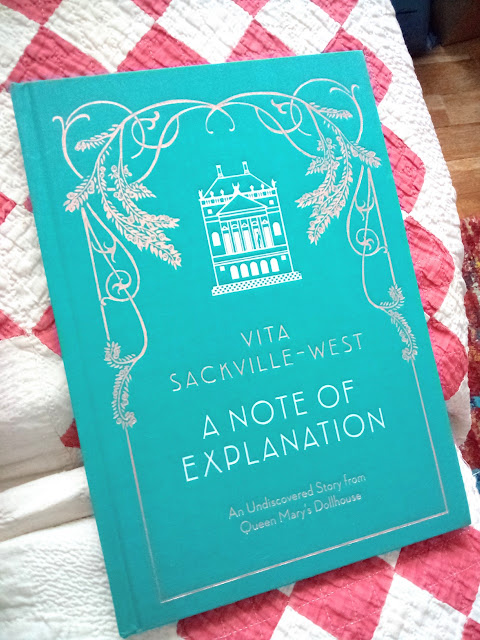 VITA
SACKVILLE-WEST
A NOTE OF
EXPLANATION
An Undiscovered Story from
Queen Mary's Dollhouse